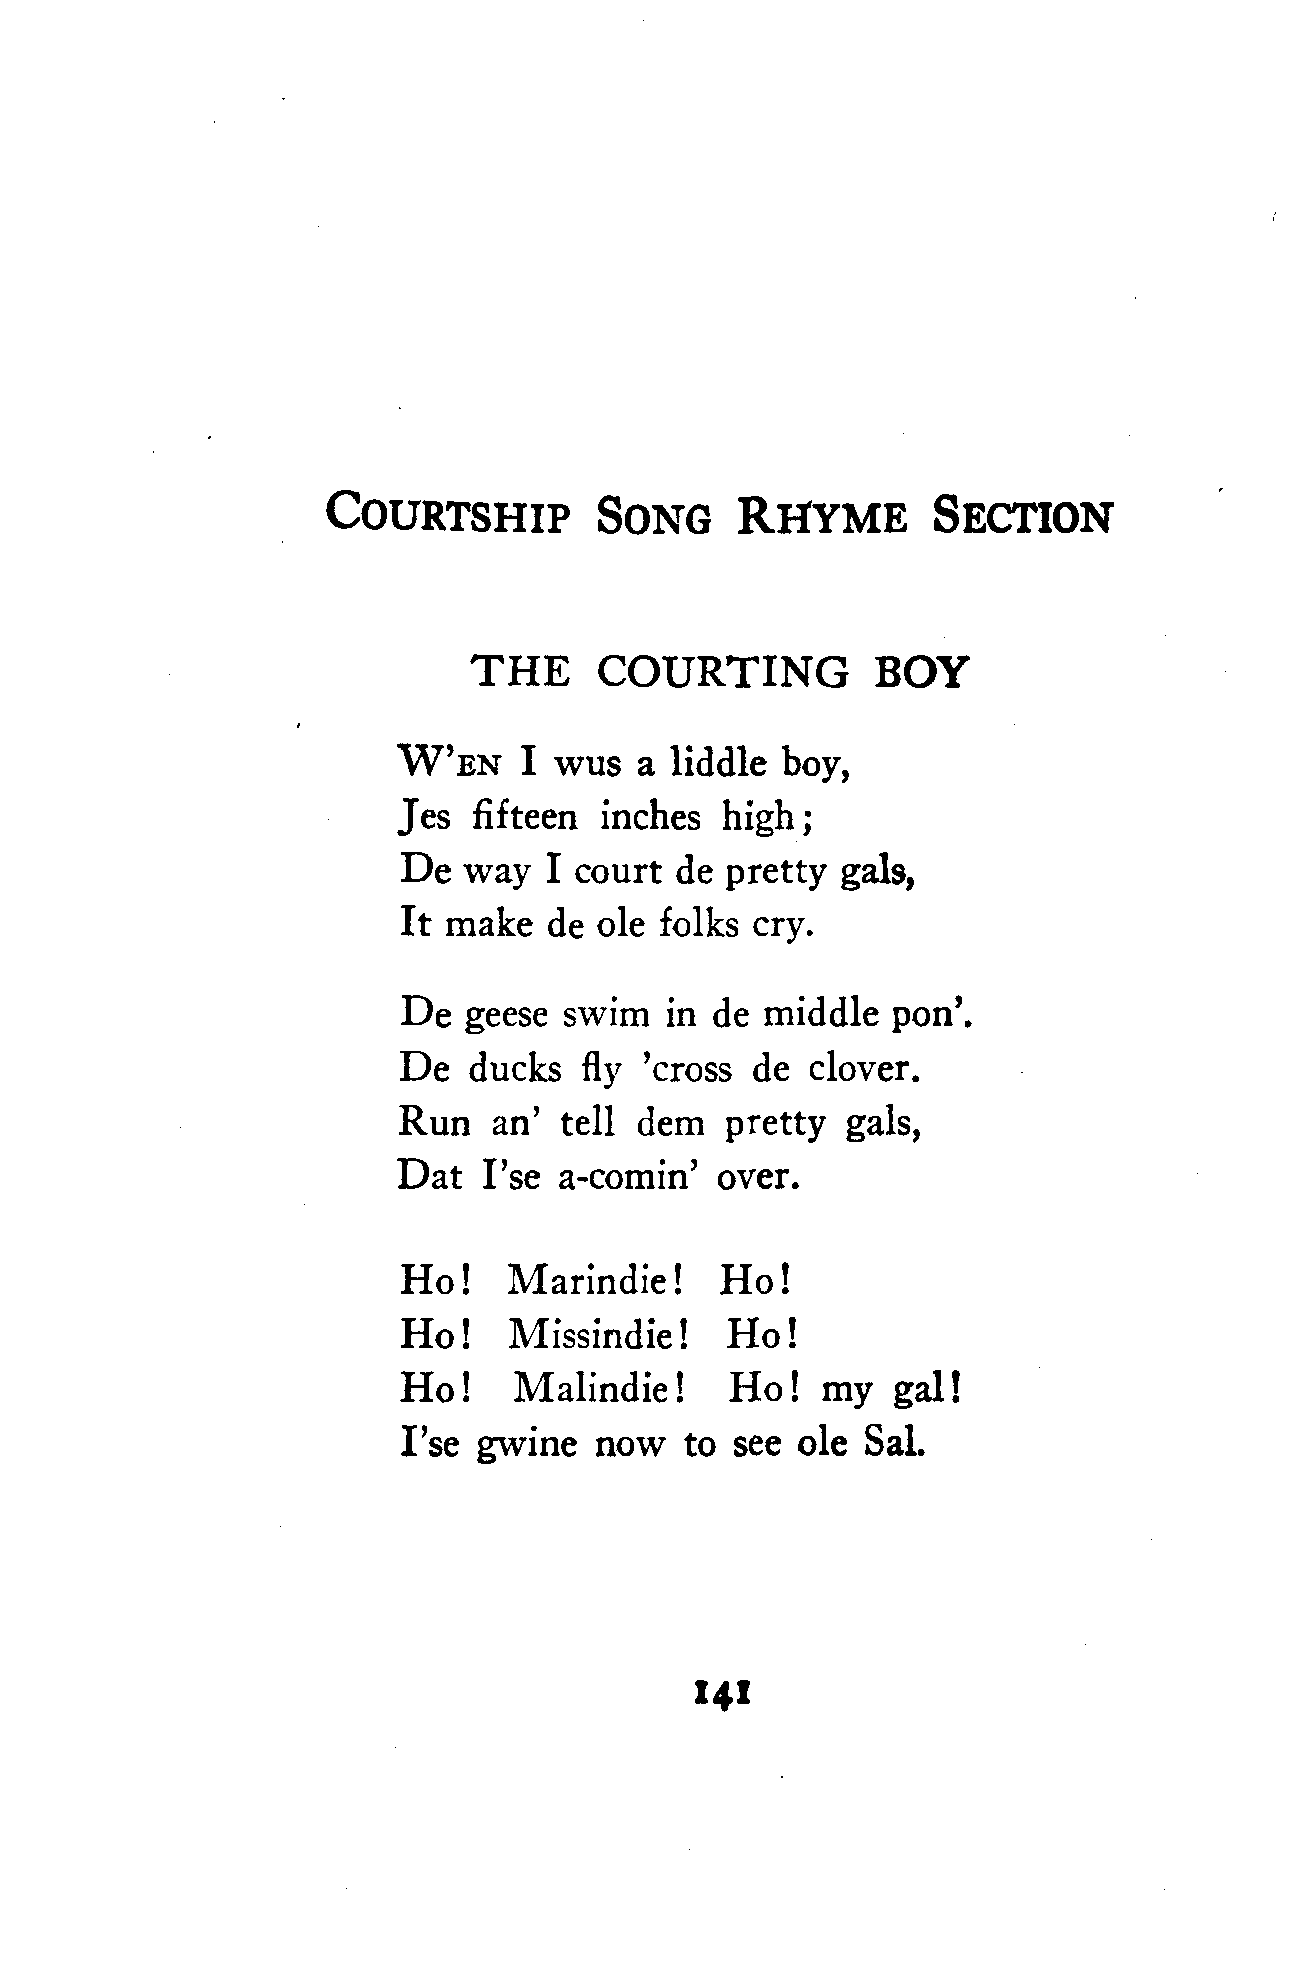 COURTSHIP SONG RHYME SECTION
THE COURTING BOY
W'EN I wus a liddle boy,
Jes fifteen inches high;
De way I court de pretty gals,
It make de ole folks cry.
De geese swim in de middle pon'.
De ducks fly 'cross de clover.
Run an' tell dem pretty gals,
Dat I'se a-comin' over.
Ho! Marindie! Ho!
Ho! Missindie! Ho!
Ho! Malindie! Ho! my gal!
I'se gwine now to see ole Sal.
141